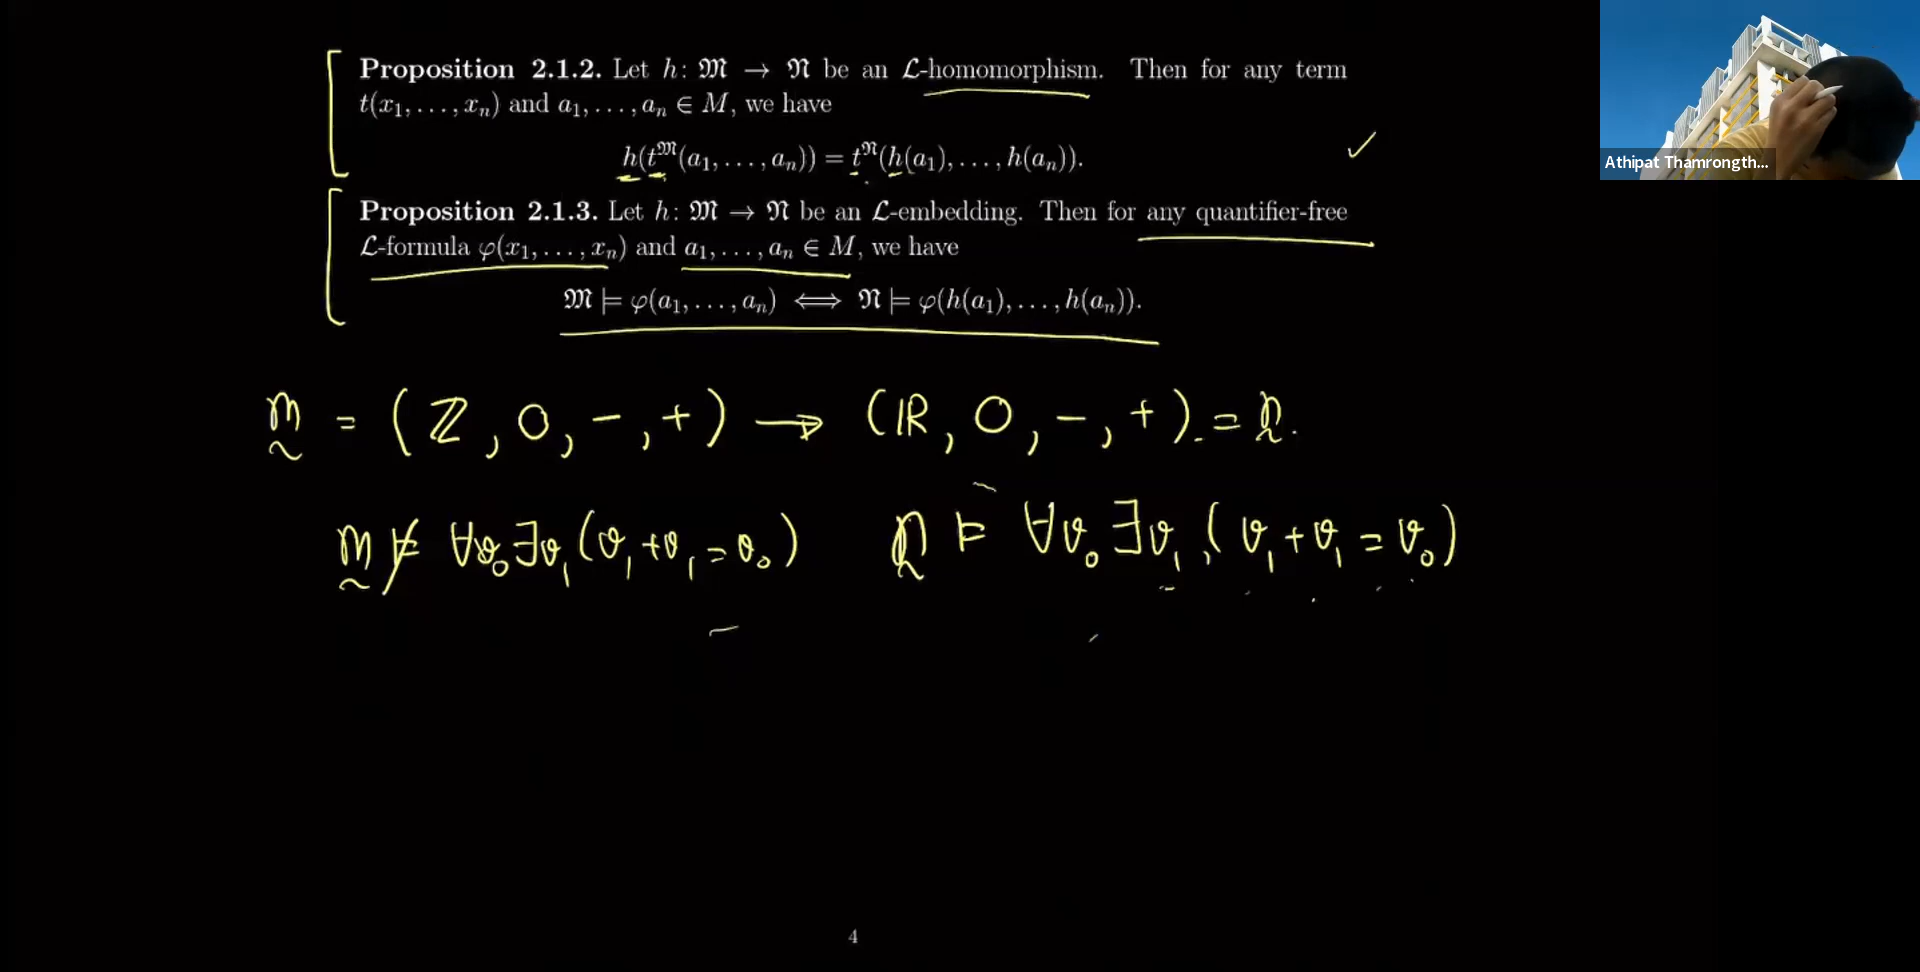 Proposition 2.1.2. Let h: 𝔐 → 𝔑 be an ℒ-homomorphism. Then for any term
t(x₁, . . . , xₙ) and a₁, . . . , aₙ ∈ M, we have
h(t^𝔐(a₁, . . . , aₙ)) = t^𝔑(h(a₁), . . . , h(aₙ)). ✓
Proposition 2.1.3. Let h: 𝔐 → 𝔑 be an ℒ-embedding. Then for any quantifier-free
ℒ-formula φ(x₁, . . . , xₙ) and a₁, . . . , aₙ ∈ M, we have
𝔐 ⊨ φ(a₁, . . . , aₙ) ⟺ 𝔑 ⊨ φ(h(a₁), . . . , h(aₙ)).
𝔐 = (ℤ, 0, −, +) → (ℝ, 0, −, +). = 𝔑.
𝔐 ⊭ ∀v₀∃v₁(v₁+v₁=v₀) 𝔑 ⊨ ∀v₀∃v₁(v₁+v₁=v₀)
4
Athipat Thamrongth...